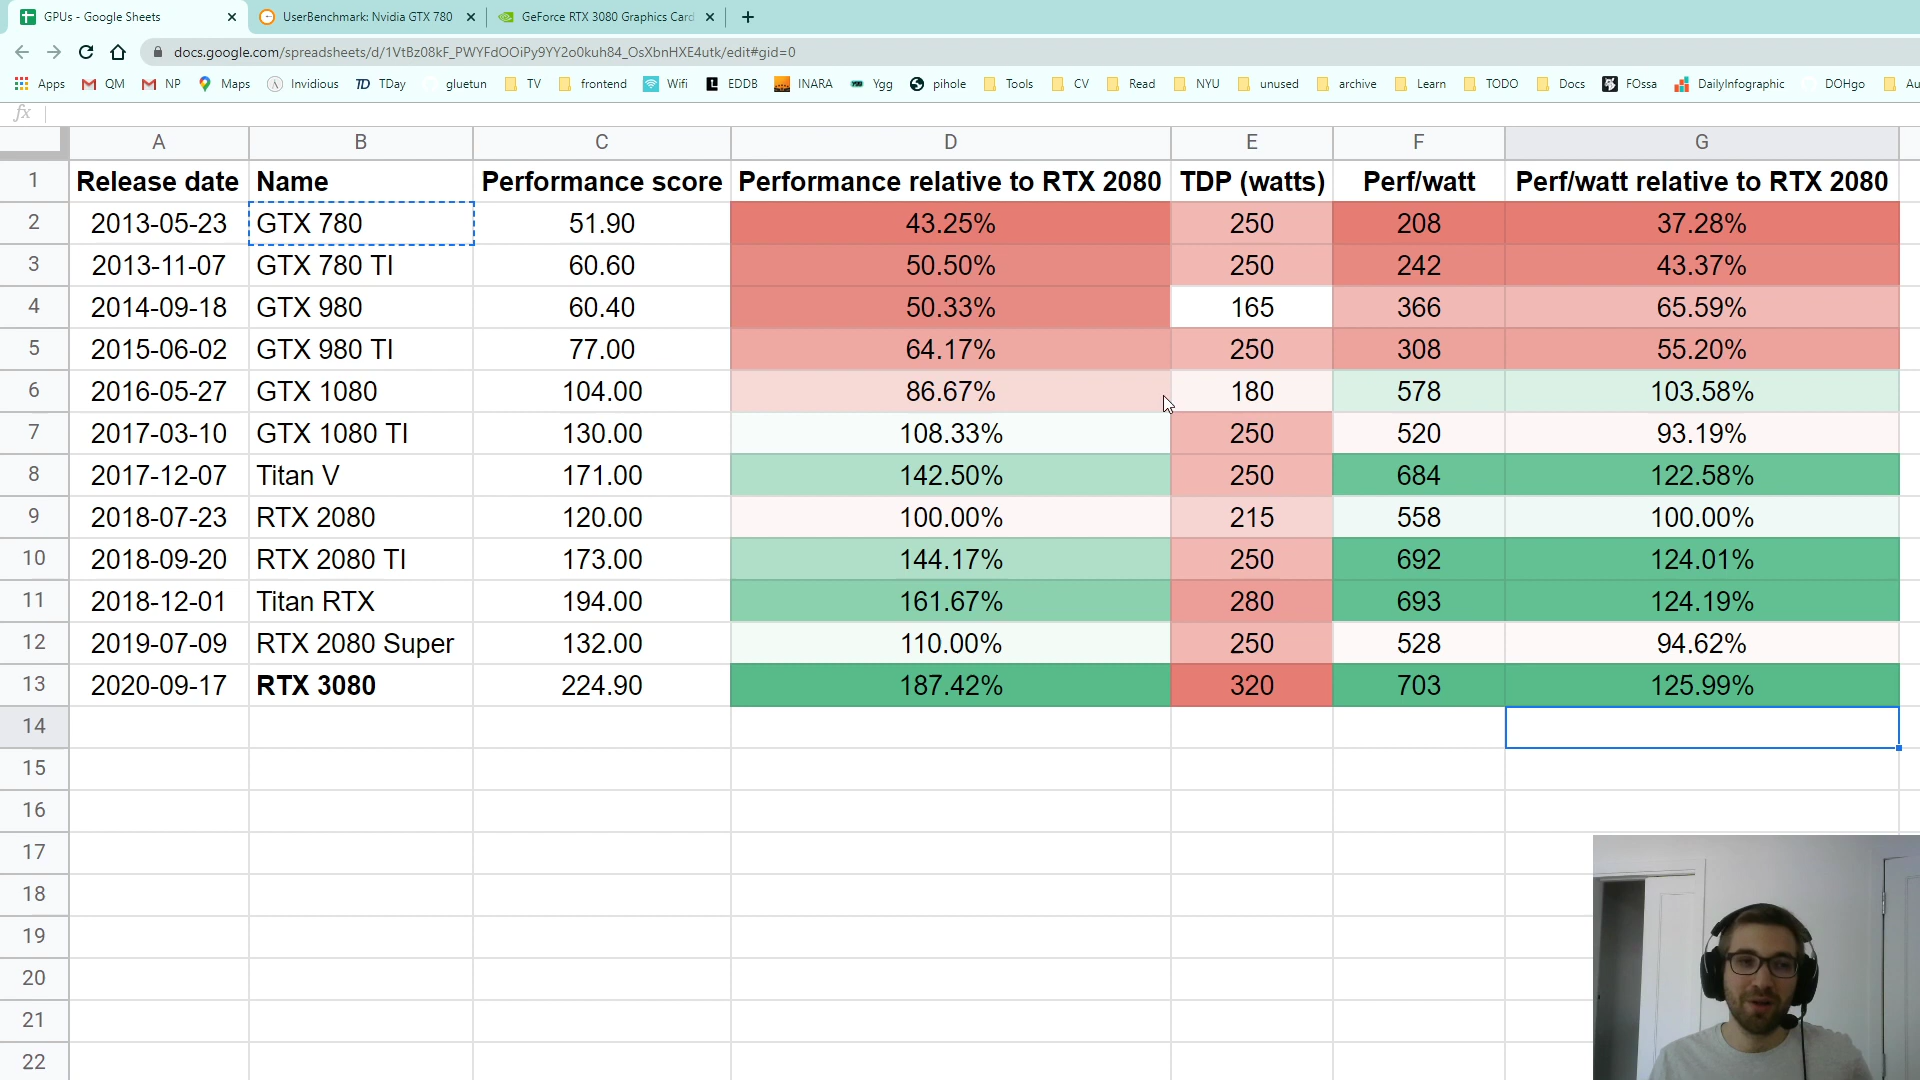 GPUs - Google Sheets
UserBenchmark: Nvidia GTX 780
GeForce RTX 3080 Graphics Card
docs.google.com/spreadsheets/d/1VtBz08kF_PWYFdOOiPy9YY2o0kuh84_OsXbnHXE4utk/edit#gid=0
Apps QM NP Maps Invidious TD TDay gluetun TV frontend Wifi L EDDB INARA Ygg pihole Tools CV Read NYU unused archive Learn TODO Docs FOssa DailyInfographic DOHgo Au
fx
A B C D E F G
1 Release date Name Performance score Performance relative to RTX 2080 TDP (watts) Perf/watt Perf/watt relative to RTX 2080
2 2013-05-23 GTX 780 51.90 43.25% 250 208 37.28%
3 2013-11-07 GTX 780 TI 60.60 50.50% 250 242 43.37%
4 2014-09-18 GTX 980 60.40 50.33% 165 366 65.59%
5 2015-06-02 GTX 980 TI 77.00 64.17% 250 308 55.20%
6 2016-05-27 GTX 1080 104.00 86.67% 180 578 103.58%
7 2017-03-10 GTX 1080 TI 130.00 108.33% 250 520 93.19%
8 2017-12-07 Titan V 171.00 142.50% 250 684 122.58%
9 2018-07-23 RTX 2080 120.00 100.00% 215 558 100.00%
10 2018-09-20 RTX 2080 TI 173.00 144.17% 250 692 124.01%
11 2018-12-01 Titan RTX 194.00 161.67% 280 693 124.19%
12 2019-07-09 RTX 2080 Super 132.00 110.00% 250 528 94.62%
13 2020-09-17 RTX 3080 224.90 187.42% 320 703 125.99%
14
15
16
17
18
19
20
21
22